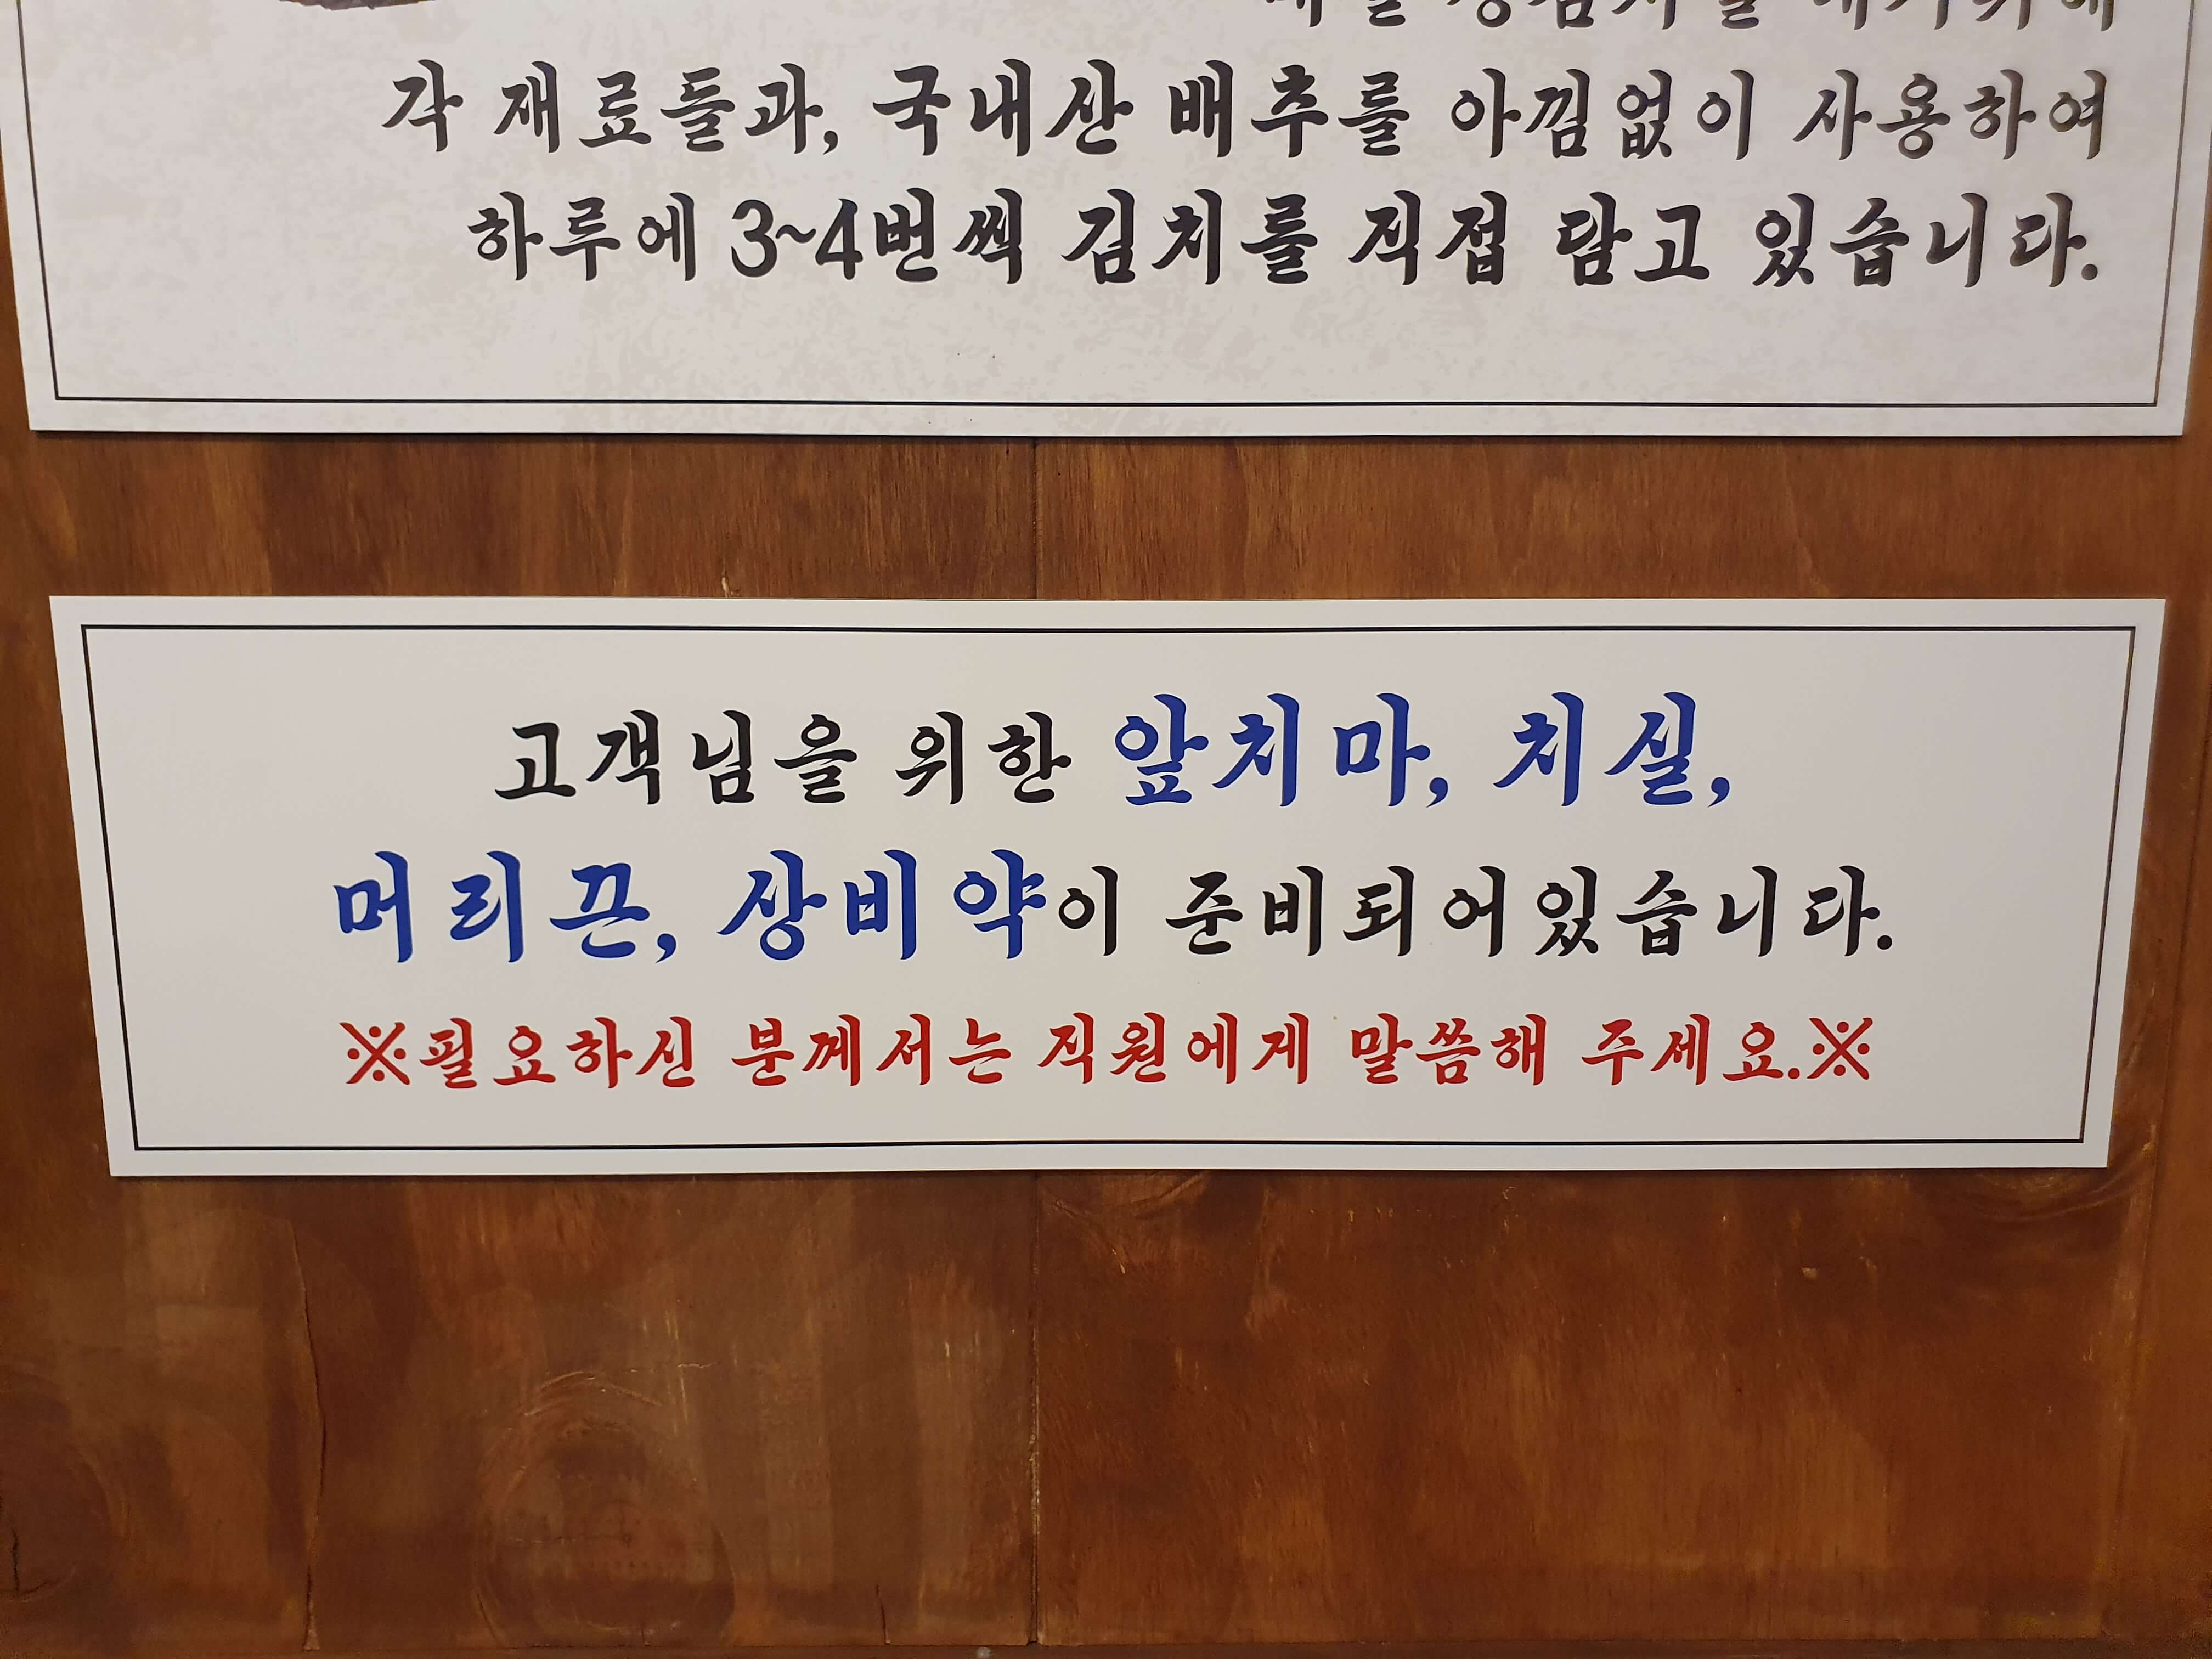 각 재료들과, 국내산 배추를 아낌없이 사용하여
하루에 3~4번씩 김치를 직접 담고 있습니다.
고객님을 위한 앞치마, 치실,
머리끈, 상비약이 준비되어있습니다.
※필요하신 분께서는 직원에게 말씀해 주세요.※